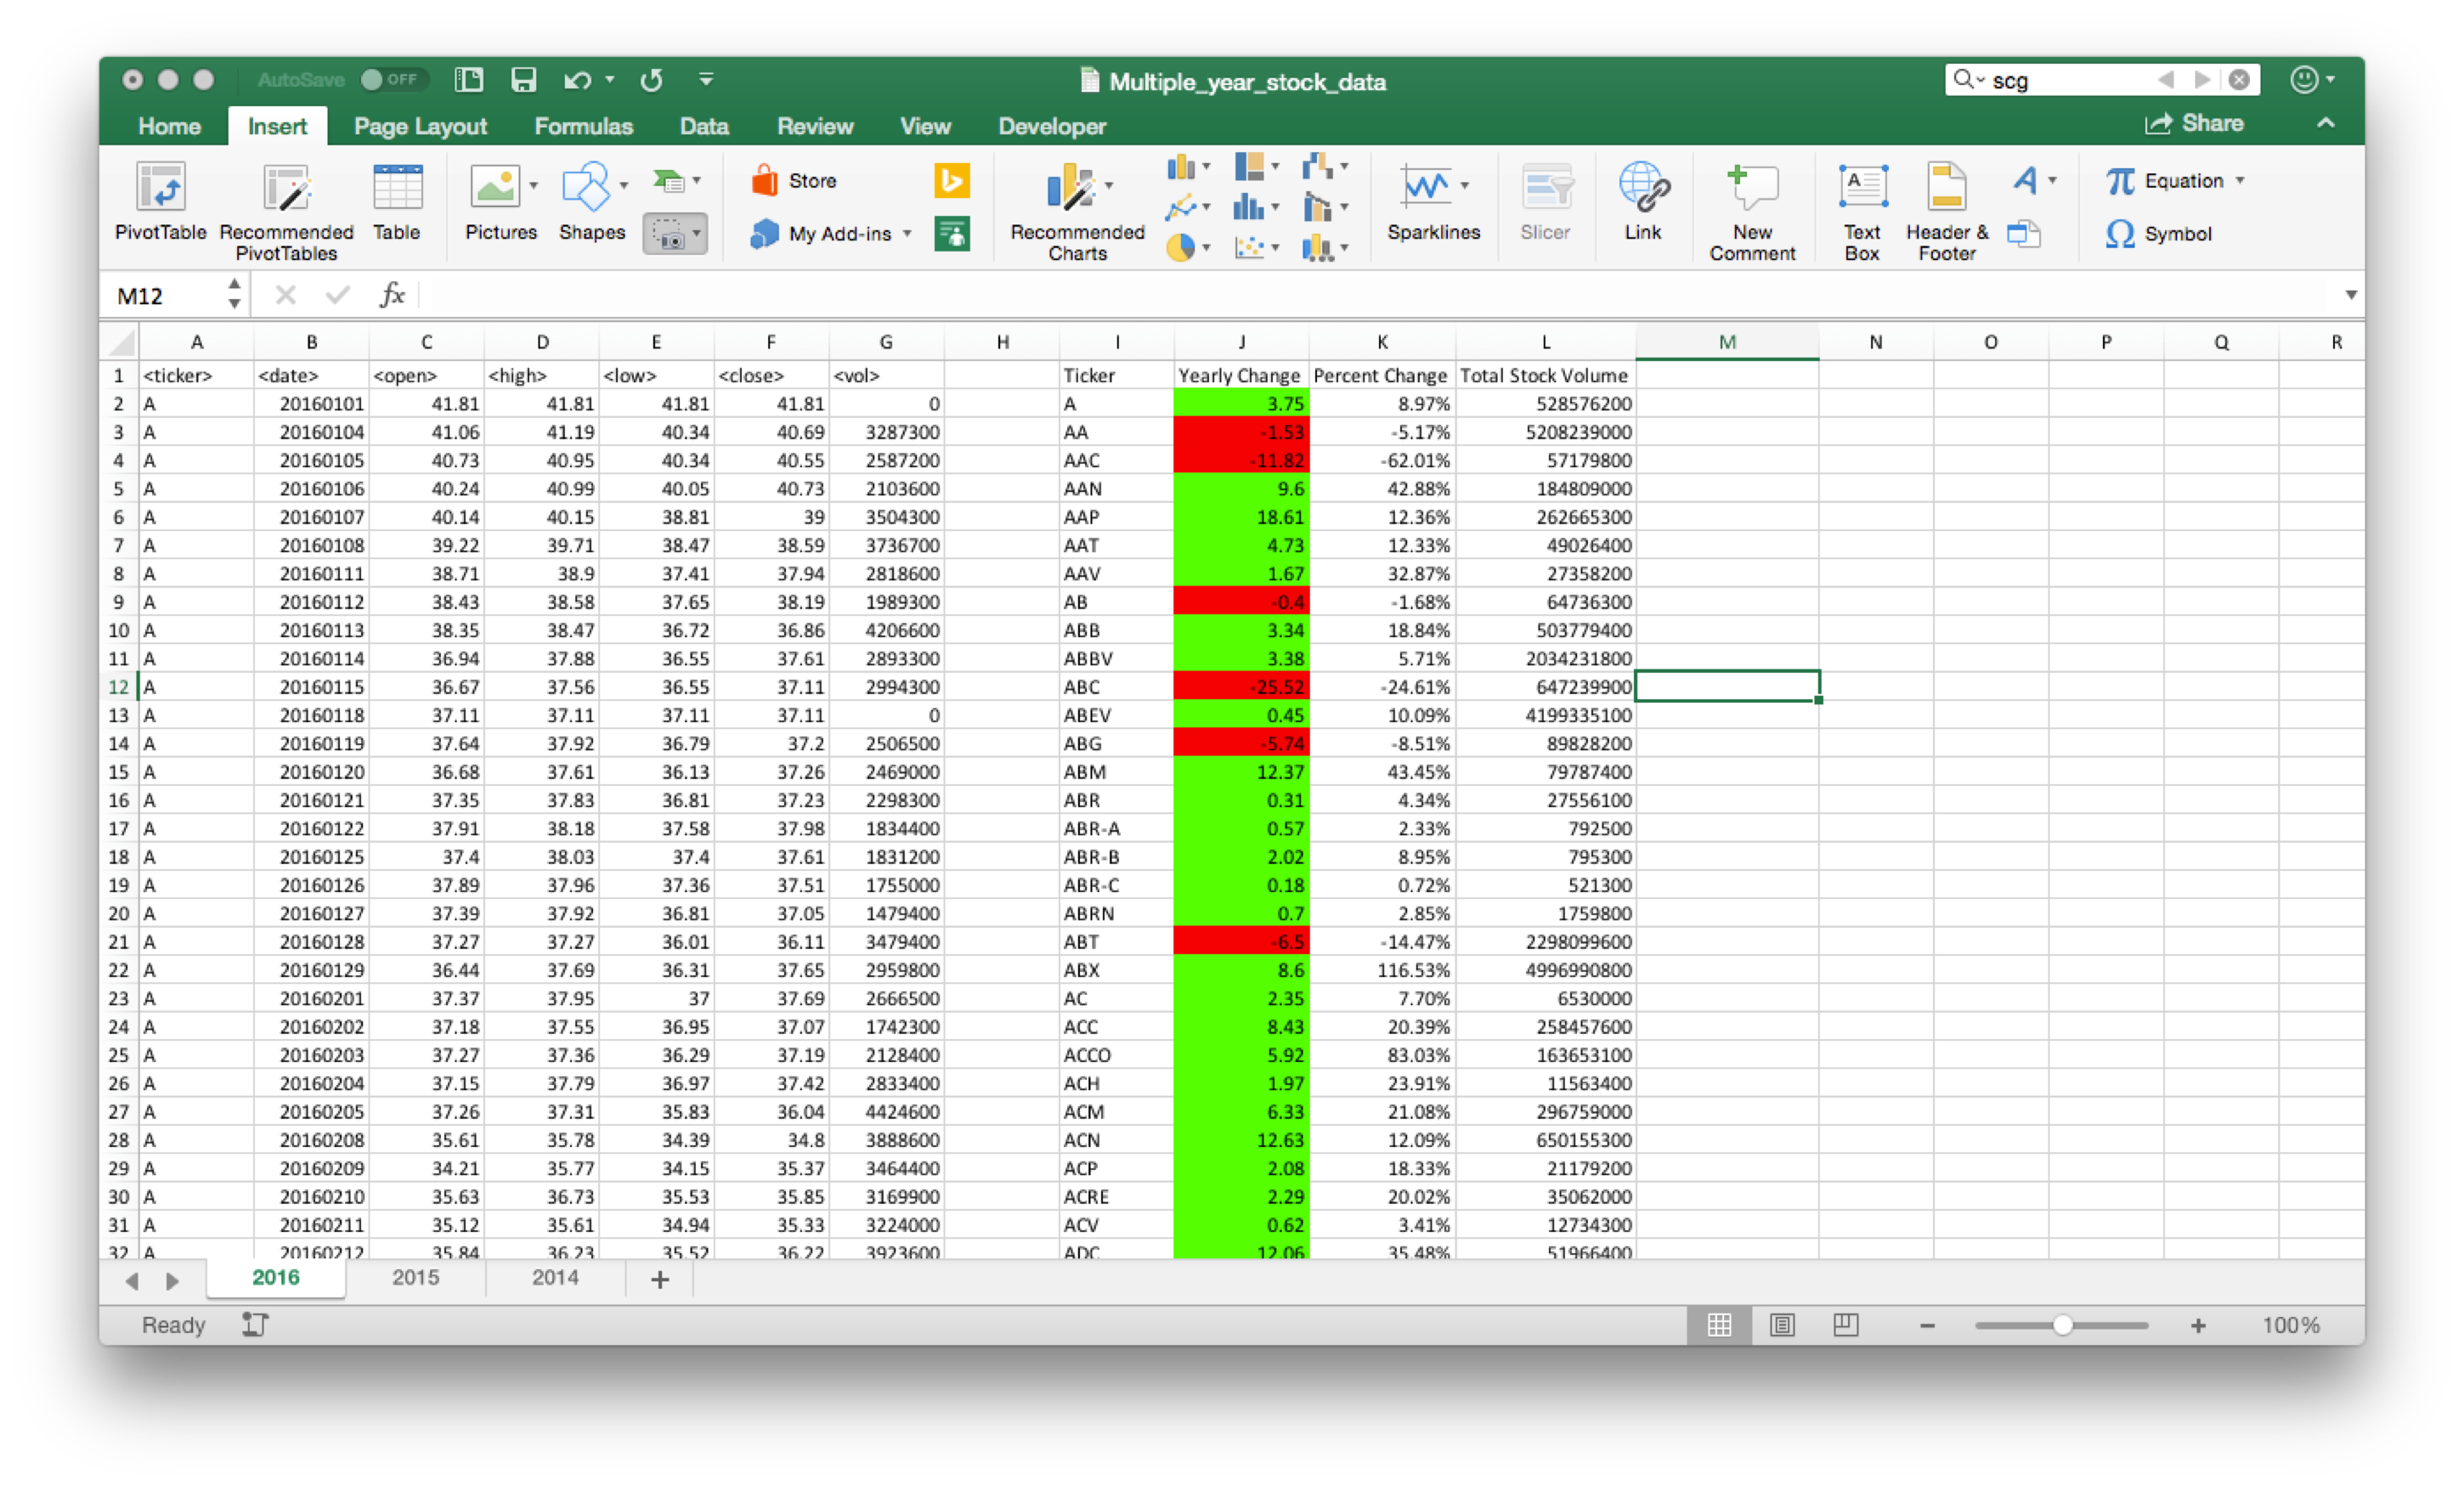 AutoSave OFF Multiple_year_stock_data scg
Home Insert Page Layout Formulas Data Review View Developer Share
Store Equation
PivotTable Recommended PivotTables Table Pictures Shapes My Add-ins Recommended Charts Sparklines Slicer Link New Comment Text Box Header & Footer Symbol
M12 fx
A B C D E F G H I J K L M N O P Q R
1 <ticker> <date> <open> <high> <low> <close> <vol> Ticker Yearly Change Percent Change Total Stock Volume
2 A 20160101 41.81 41.81 41.81 41.81 0 A 3.75 8.97% 528576200
3 A 20160104 41.06 41.19 40.34 40.69 3287300 AA -1.53 -5.17% 5208239000
4 A 20160105 40.73 40.95 40.34 40.55 2587200 AAC -11.82 -62.01% 57179800
5 A 20160106 40.24 40.99 40.05 40.73 2103600 AAN 9.6 42.88% 184809000
6 A 20160107 40.14 40.15 38.81 39 3504300 AAP 18.61 12.36% 262665300
7 A 20160108 39.22 39.71 38.47 38.59 3736700 AAT 4.73 12.33% 49026400
8 A 20160111 38.71 38.9 37.41 37.94 2818600 AAV 1.67 32.87% 27358200
9 A 20160112 38.43 38.58 37.65 38.19 1989300 AB -0.4 -1.68% 64736300
10 A 20160113 38.35 38.47 36.72 36.86 4206600 ABB 3.34 18.84% 503779400
11 A 20160114 36.94 37.88 36.55 37.61 2893300 ABBV 3.38 5.71% 2034231800
12 A 20160115 36.67 37.56 36.55 37.11 2994300 ABC -25.52 -24.61% 647239900
13 A 20160118 37.11 37.11 37.11 37.11 0 ABEV 0.45 10.09% 4199335100
14 A 20160119 37.64 37.92 36.79 37.2 2506500 ABG -5.74 -8.51% 89828200
15 A 20160120 36.68 37.61 36.13 37.26 2469000 ABM 12.37 43.45% 79787400
16 A 20160121 37.35 37.83 36.81 37.23 2298300 ABR 0.31 4.34% 27556100
17 A 20160122 37.91 38.18 37.58 37.98 1834400 ABR-A 0.57 2.33% 792500
18 A 20160125 37.4 38.03 37.4 37.61 1831200 ABR-B 2.02 8.95% 795300
19 A 20160126 37.89 37.96 37.36 37.51 1755000 ABR-C 0.18 0.72% 521300
20 A 20160127 37.39 37.92 36.81 37.05 1479400 ABRN 0.7 2.85% 1759800
21 A 20160128 37.27 37.27 36.01 36.11 3479400 ABT -6.5 -14.47% 2298099600
22 A 20160129 36.44 37.69 36.31 37.65 2959800 ABX 8.6 116.53% 4996990800
23 A 20160201 37.37 37.95 37 37.69 2666500 AC 2.35 7.70% 6530000
24 A 20160202 37.18 37.55 36.95 37.07 1742300 ACC 8.43 20.39% 258457600
25 A 20160203 37.27 37.36 36.29 37.19 2128400 ACCO 5.92 83.03% 163653100
26 A 20160204 37.15 37.79 36.97 37.42 2833400 ACH 1.97 23.91% 11563400
27 A 20160205 37.26 37.31 35.83 36.04 4424600 ACM 6.33 21.08% 296759000
28 A 20160208 35.61 35.78 34.39 34.8 3888600 ACN 12.63 12.09% 650155300
29 A 20160209 34.21 35.77 34.15 35.37 3464400 ACP 2.08 18.33% 21179200
30 A 20160210 35.63 36.73 35.53 35.85 3169900 ACRE 2.29 20.02% 35062000
31 A 20160211 35.12 35.61 34.94 35.33 3224000 ACV 0.62 3.41% 12734300
32 A 20160212 35.84 36.23 35.52 36.22 3923600 ADC 12.06 35.48% 51966400
2016 2015 2014 +
Ready 100%